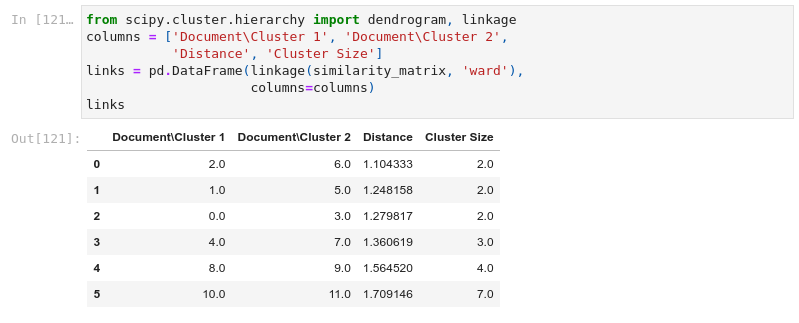 In [121… from scipy.cluster.hierarchy import dendrogram, linkage
columns = ['Document\Cluster 1', 'Document\Cluster 2',
'Distance', 'Cluster Size']
links = pd.DataFrame(linkage(similarity_matrix, 'ward'),
columns=columns)
links
Out[121]: Document\Cluster 1 Document\Cluster 2 Distance Cluster Size
0 2.0 6.0 1.104333 2.0
1 1.0 5.0 1.248158 2.0
2 0.0 3.0 1.279817 2.0
3 4.0 7.0 1.360619 3.0
4 8.0 9.0 1.564520 4.0
5 10.0 11.0 1.709146 7.0